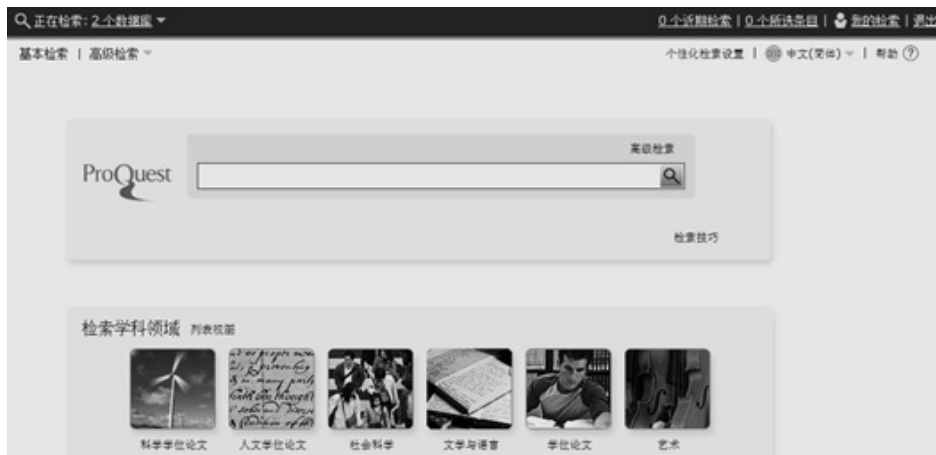 正在检索: 2 个数据库
0 个近期检索 | 0 个所选条目 | 我的检索 | 退出
基本检索 | 高级检索
个性化检索设置 | 中文(简体) | 帮助 ?
高级检索
ProQuest
检索技巧
检索学科领域 列表视图
科学学位论文 人文学位论文 社会科学 文学与语言 学位论文 艺术